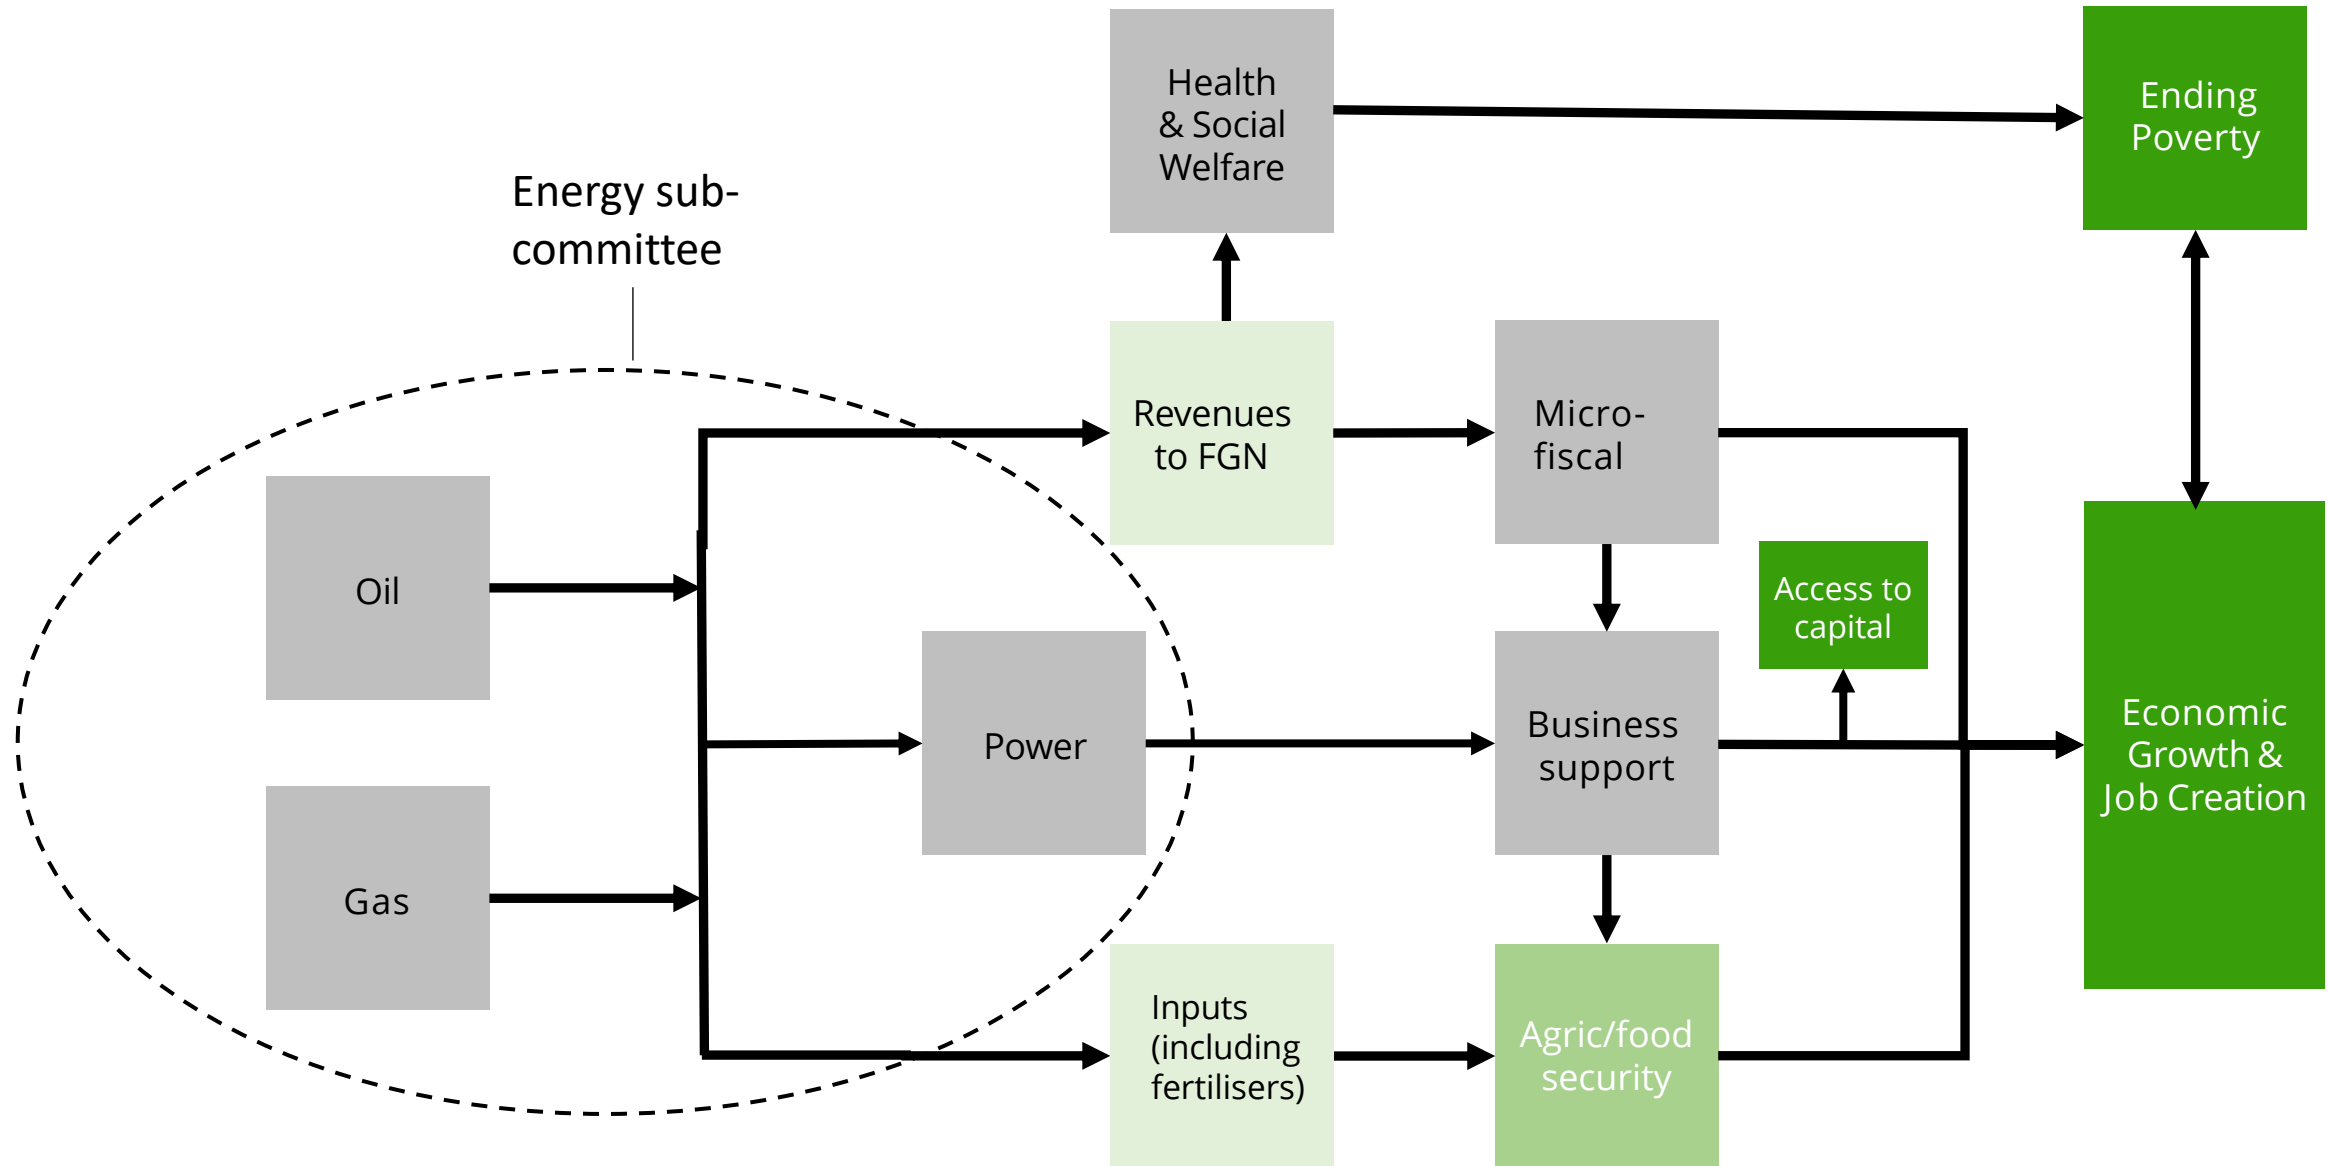 Health
& Social
Welfare
Ending
Poverty
Energy sub-
committee
Revenues
to FGN
Micro-
fiscal
Oil
Access to
capital
Power
Business
support
Economic
Growth &
Job Creation
Gas
Inputs
(including
fertilisers)
Agric/food
security